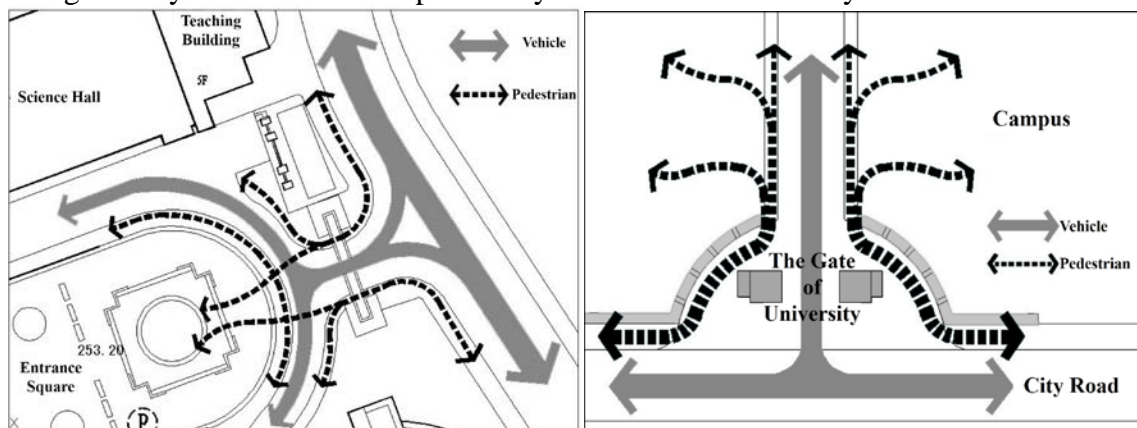 Teaching
Building
5F
Science Hall
Vehicle
Pedestrian
253.20
Entrance
Square
P
Campus
Vehicle
Pedestrian
The Gate
of
University
City Road